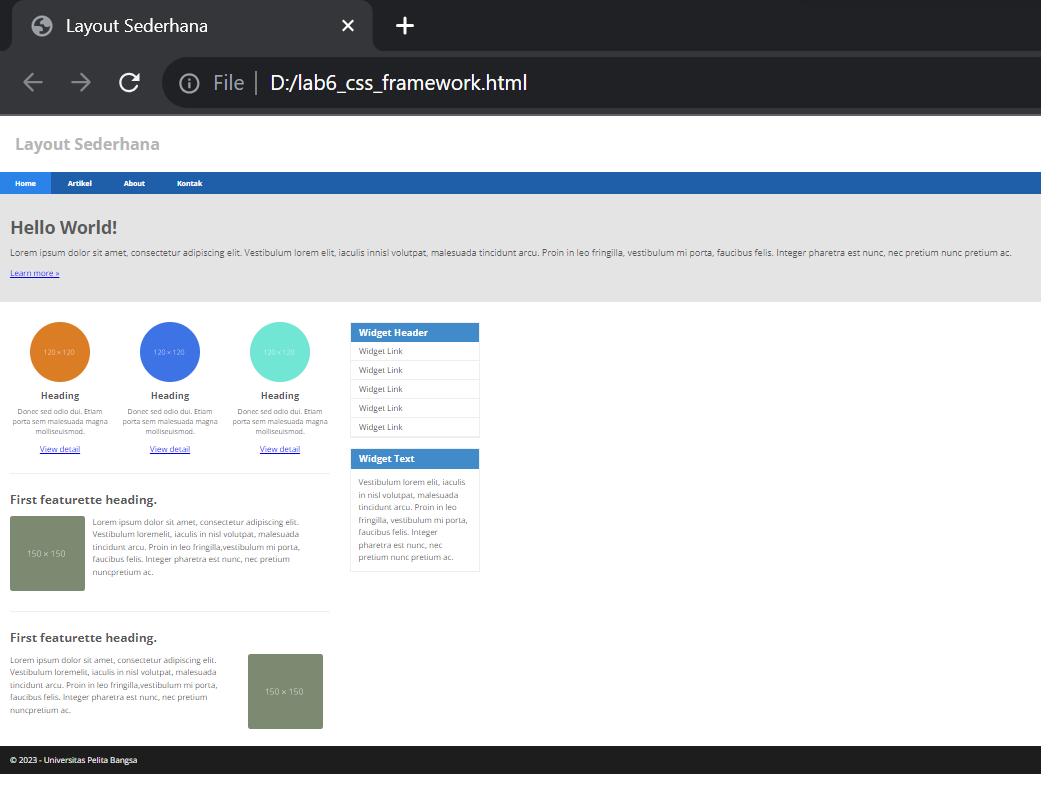 Layout Sederhana
File
D:/lab6_css_framework.html
Layout Sederhana
Home
Artikel
About
Kontak
Hello World!
Lorem ipsum dolor sit amet, consectetur adipiscing elit. Vestibulum lorem elit, iaculis innisl volutpat, malesuada tincidunt arcu. Proin in leo fringilla, vestibulum mi porta, faucibus felis. Integer pharetra est nunc, nec pretium nunc pretium ac.
Learn more »
120 × 120
Heading
Donec sed odio dui. Etiam
porta sem malesuada magna
molliseuismod.
View detail
120 × 120
Heading
Donec sed odio dui. Etiam
porta sem malesuada magna
molliseuismod.
View detail
120 × 120
Heading
Donec sed odio dui. Etiam
porta sem malesuada magna
molliseuismod.
View detail
First featurette heading.
150 × 150
Lorem ipsum dolor sit amet, consectetur adipiscing elit.
Vestibulum loremelit, iaculis in nisl volutpat, malesuada
tincidunt arcu. Proin in leo fringilla,vestibulum mi porta,
faucibus felis. Integer pharetra est nunc, nec pretium
nuncpretium ac.
First featurette heading.
Lorem ipsum dolor sit amet, consectetur adipiscing elit.
Vestibulum loremelit, iaculis in nisl volutpat, malesuada
tincidunt arcu. Proin in leo fringilla,vestibulum mi porta,
faucibus felis. Integer pharetra est nunc, nec pretium
nuncpretium ac.
150 × 150
Widget Header
Widget Link
Widget Link
Widget Link
Widget Link
Widget Link
Widget Text
Vestibulum lorem elit, iaculis
in nisl volutpat, malesuada
tincidunt arcu. Proin in leo
fringilla, vestibulum mi porta,
faucibus felis. Integer
pharetra est nunc, nec
pretium nunc pretium ac.
© 2023 - Universitas Pelita Bangsa